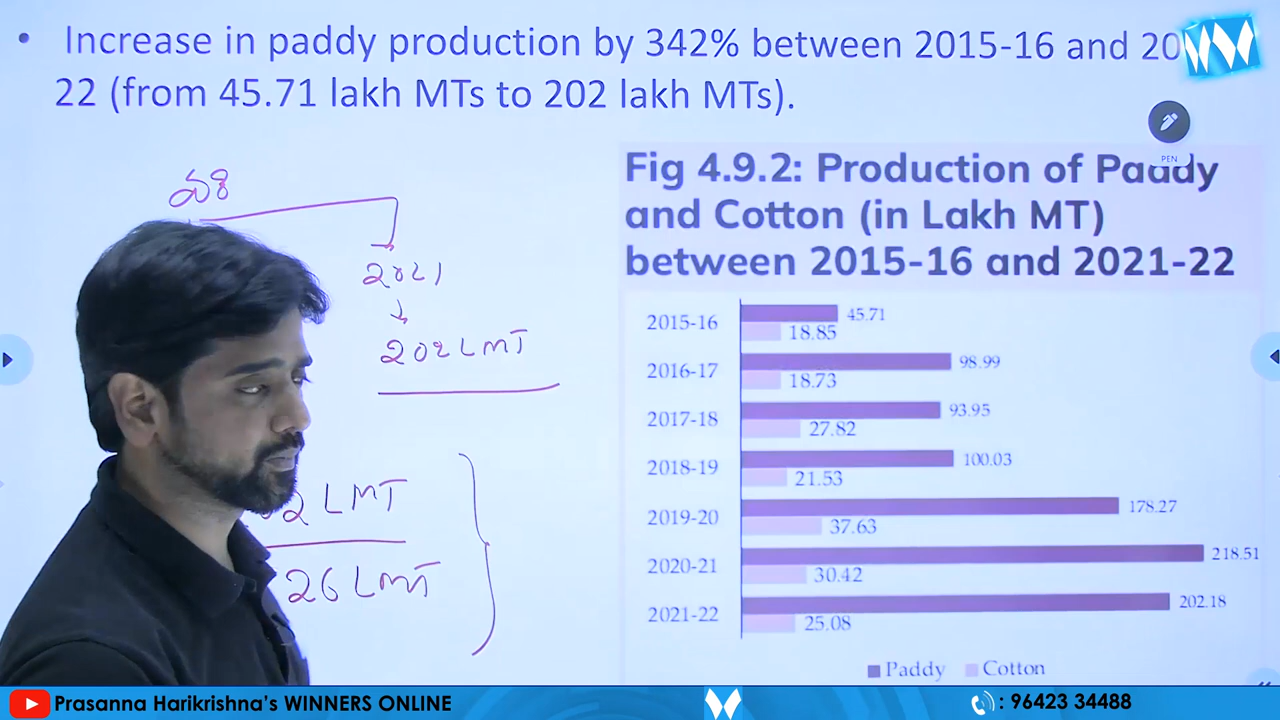 • Increase in paddy production by 342% between 2015-16 and 20
22 (from 45.71 lakh MTs to 202 lakh MTs).
PEN
వరి
2021
202 LMT
2 LMT
26 LMT
Fig 4.9.2: Production of Paddy
and Cotton (in Lakh MT)
between 2015-16 and 2021-22
2015-16 45.71
18.85
2016-17 98.99
18.73
2017-18 93.95
27.82
2018-19 100.03
21.53
2019-20 178.27
37.63
2020-21 218.51
30.42
2021-22 202.18
25.08
Paddy Cotton
Prasanna Harikrishna's WINNERS ONLINE
: 96423 34488